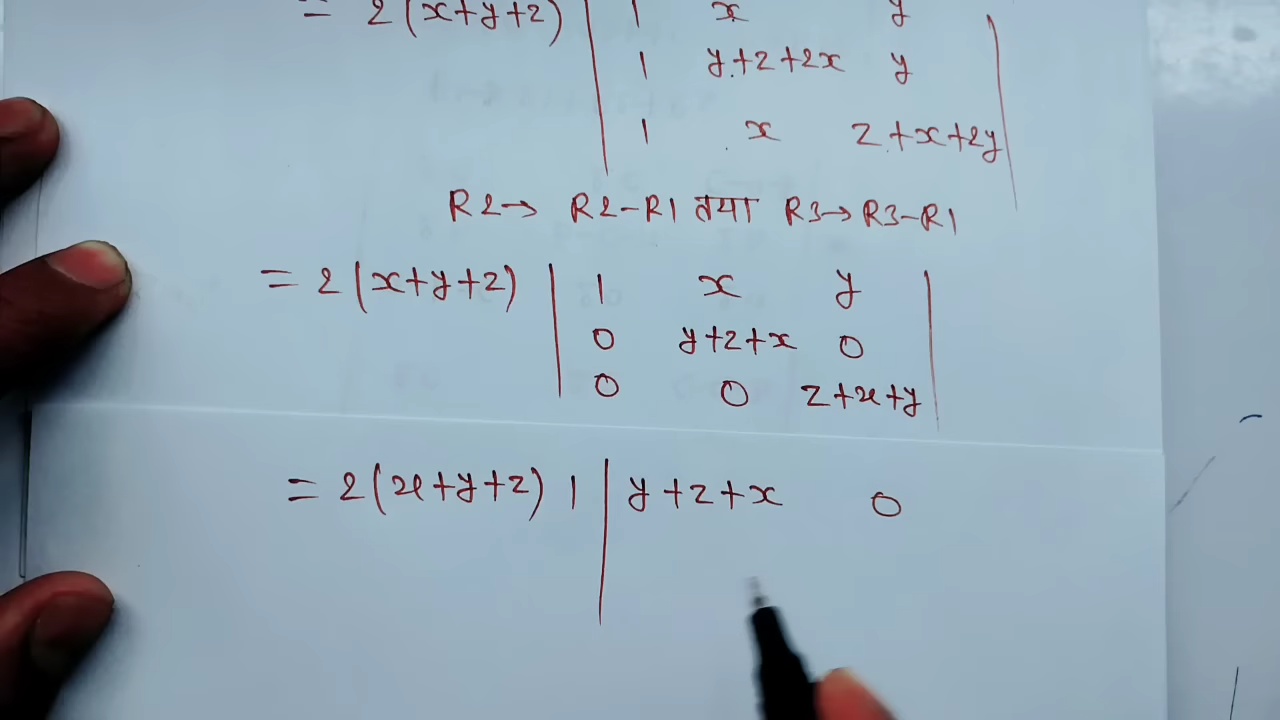 = 2(x+y+z) | 1 x y |
| 1 y+z+2x y |
| 1 x z+x+2y |
R2→ R2-R1 तथा R3→R3-R1
= 2(x+y+z) | 1 x y |
| 0 y+z+x 0 |
| 0 0 z+x+y |
= 2(x+y+z) 1 | y+z+x 0